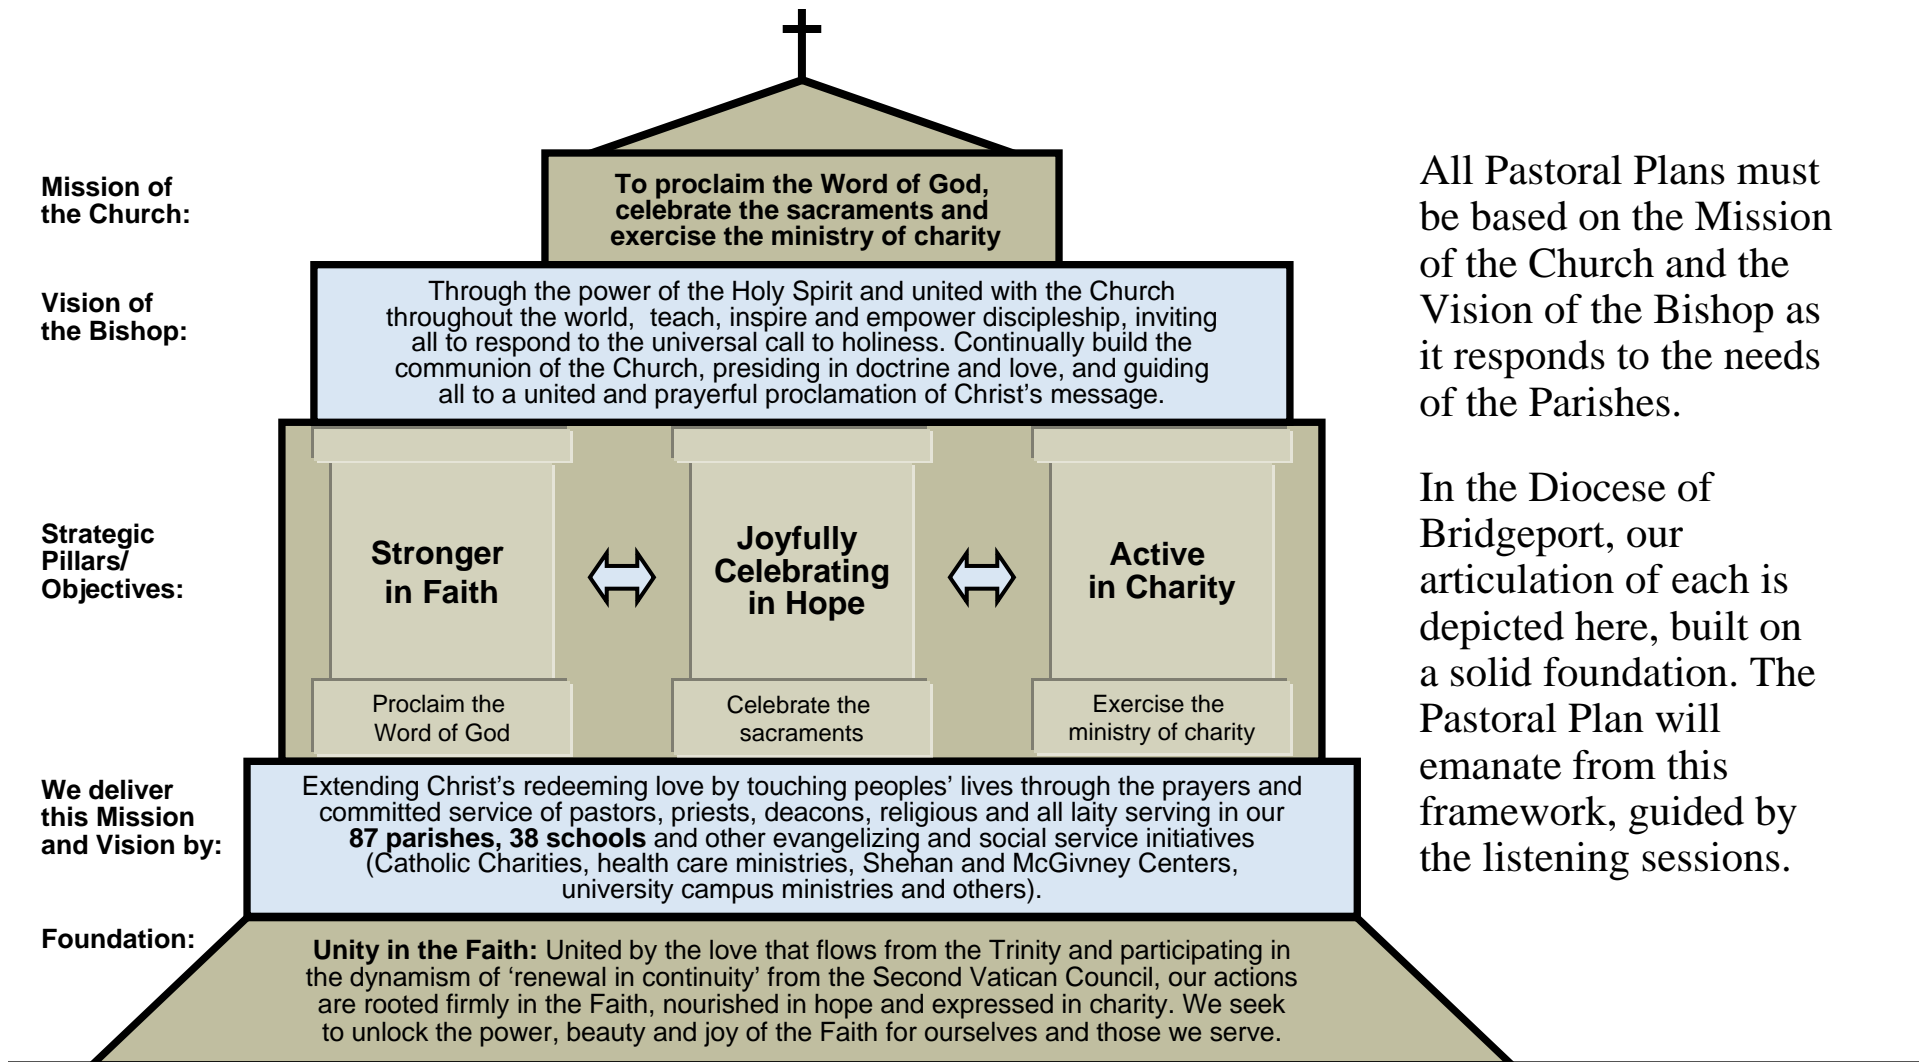 Mission of
the Church:
To proclaim the Word of God,
celebrate the sacraments and
exercise the ministry of charity
Vision of
the Bishop:
Through the power of the Holy Spirit and united with the Church
throughout the world, teach, inspire and empower discipleship, inviting
all to respond to the universal call to holiness. Continually build the
communion of the Church, presiding in doctrine and love, and guiding
all to a united and prayerful proclamation of Christ’s message.
Strategic
Pillars/
Objectives:
Stronger
in Faith
Proclaim the
Word of God
Joyfully
Celebrating
in Hope
Celebrate the
sacraments
Active
in Charity
Exercise the
ministry of charity
We deliver
this Mission
and Vision by:
Extending Christ’s redeeming love by touching peoples’ lives through the prayers and
committed service of pastors, priests, deacons, religious and all laity serving in our
87 parishes, 38 schools and other evangelizing and social service initiatives
(Catholic Charities, health care ministries, Shehan and McGivney Centers,
university campus ministries and others).
Foundation:
Unity in the Faith: United by the love that flows from the Trinity and participating in
the dynamism of ‘renewal in continuity’ from the Second Vatican Council, our actions
are rooted firmly in the Faith, nourished in hope and expressed in charity. We seek
to unlock the power, beauty and joy of the Faith for ourselves and those we serve.
All Pastoral Plans must
be based on the Mission
of the Church and the
Vision of the Bishop as
it responds to the needs
of the Parishes.
In the Diocese of
Bridgeport, our
articulation of each is
depicted here, built on
a solid foundation. The
Pastoral Plan will
emanate from this
framework, guided by
the listening sessions.